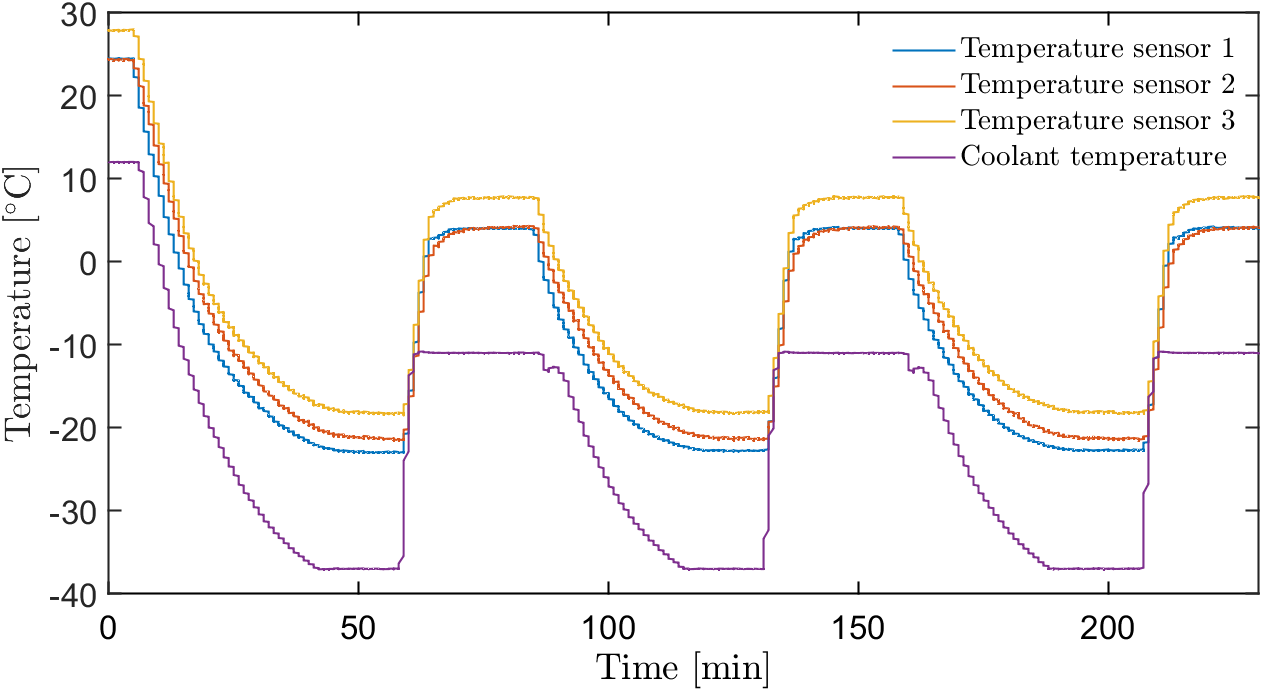 30
20
10
0
-10
-20
-30
-40
0
50
100
150
200
Time [min]
Temperature [°C]
Temperature sensor 1
Temperature sensor 2
Temperature sensor 3
Coolant temperature